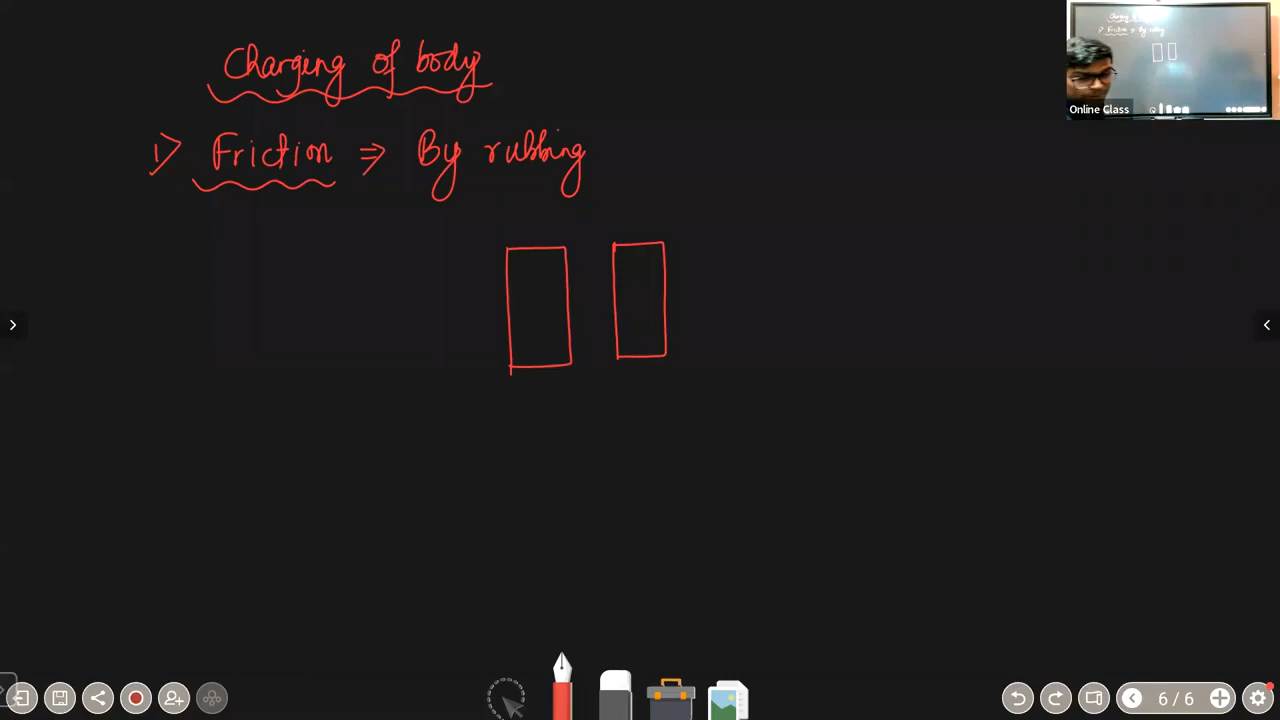 Charging of body
1) Friction ⇒ By rubbing
Online Class
6/6